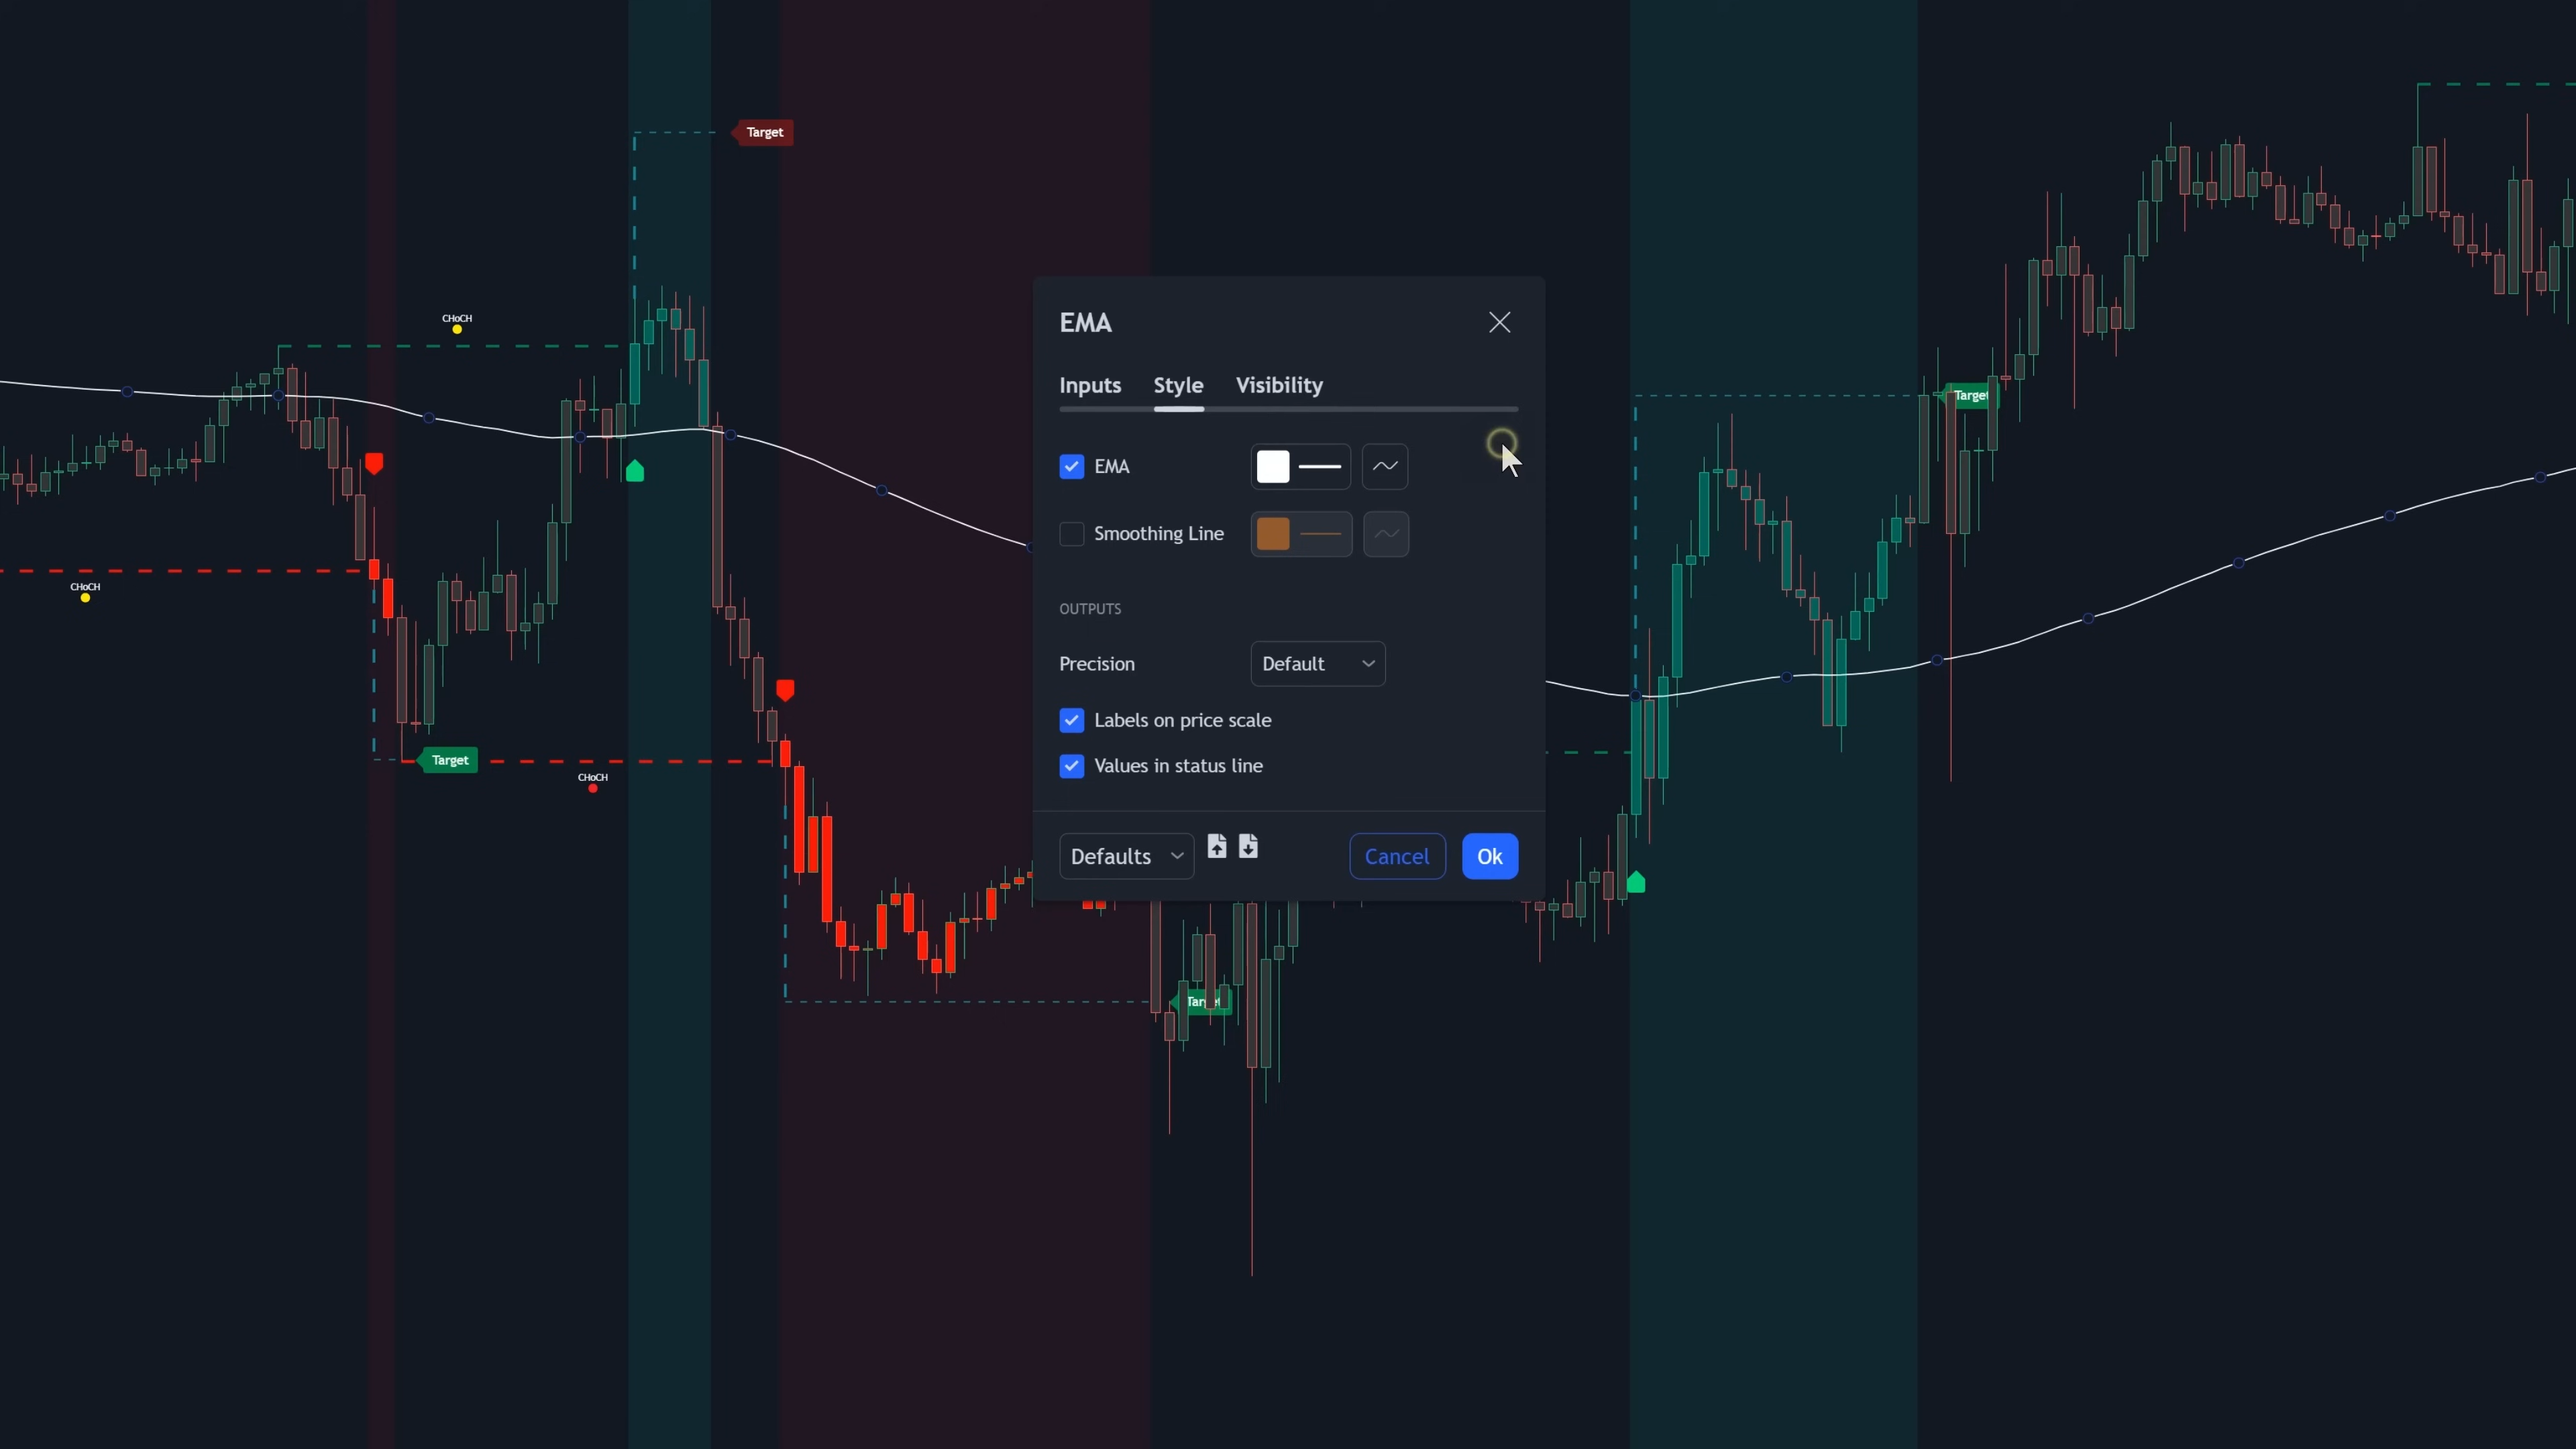 Target
CHoCH
EMA
Inputs Style Visibility
Target
EMA
Smoothing Line
CHoCH
OUTPUTS
Precision Default
Labels on price scale
Target
Values in status line
CHoCH
Defaults Cancel Ok
Target